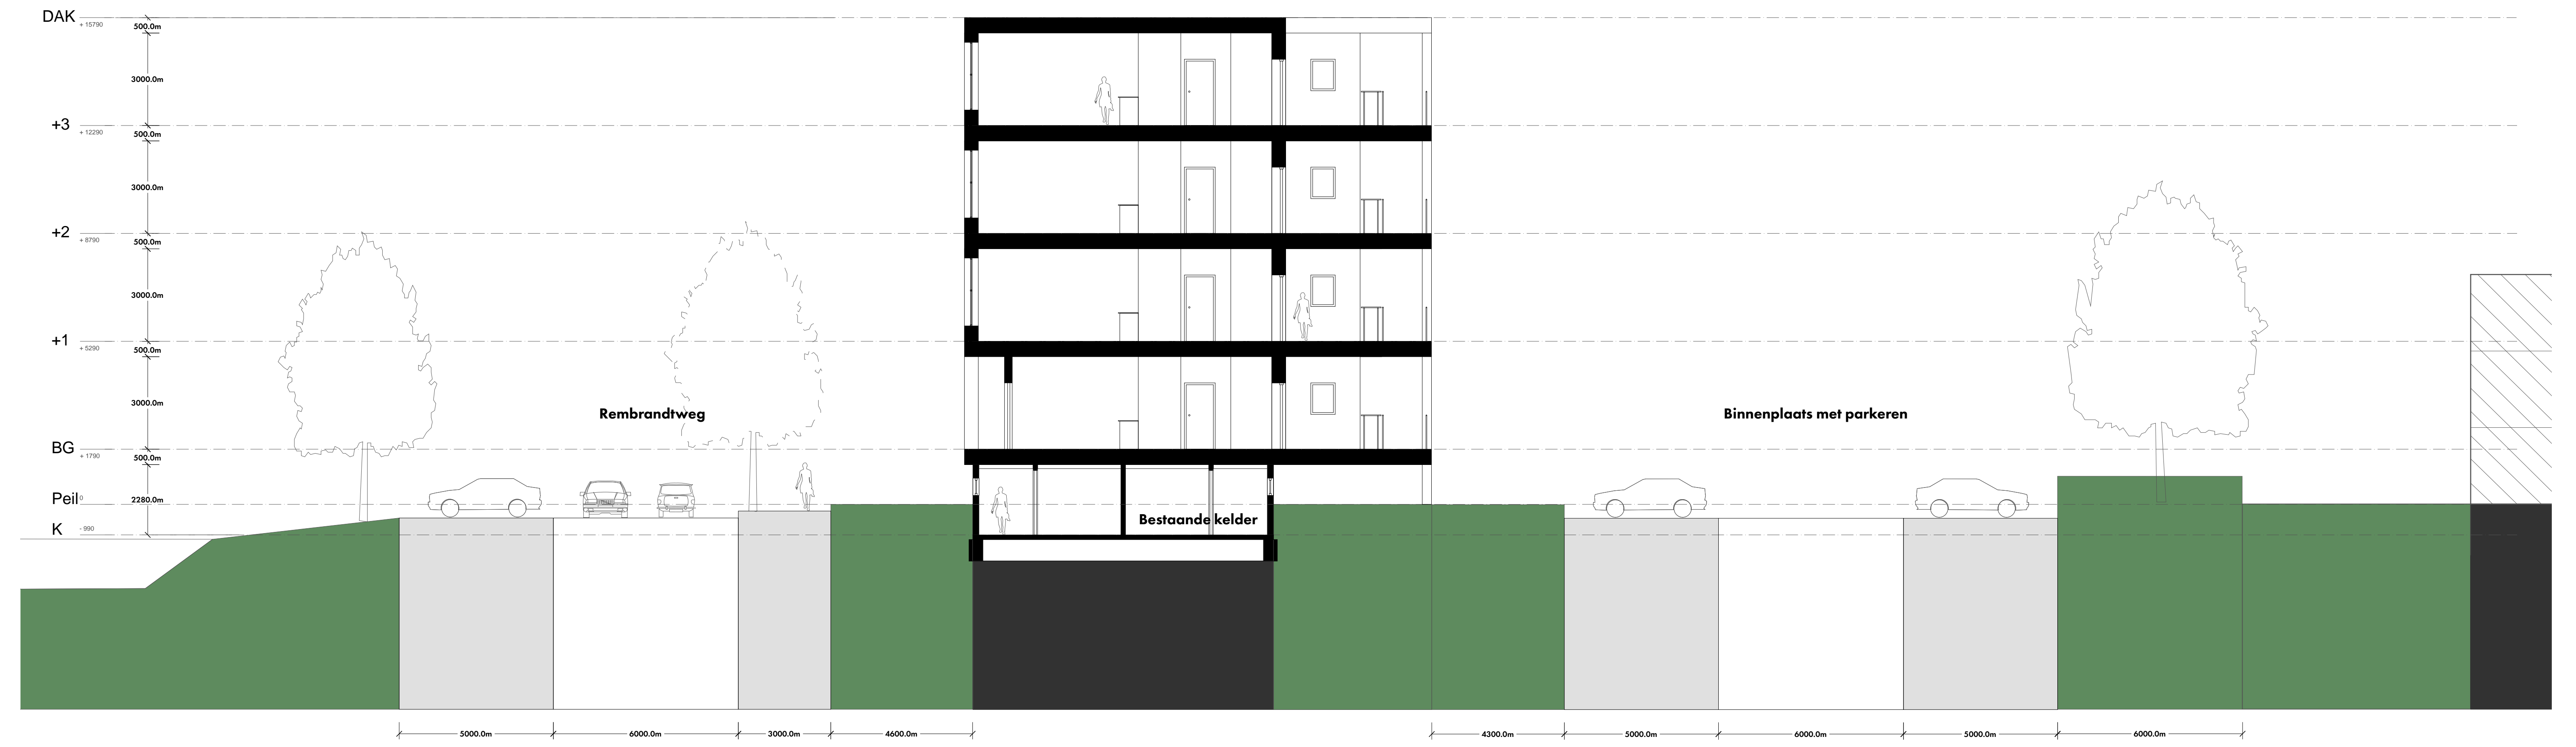 DAK
+ 15790
500.0m
3000.0m
+3
+ 12290
500.0m
3000.0m
+2
+ 8790
500.0m
3000.0m
+1
+ 5290
500.0m
3000.0m
Rembrandtweg
Binnenplaats met parkeren
BG
+ 1790
500.0m
Peil 0
2280.0m
Bestaande kelder
K
- 990
5000.0m
6000.0m
3000.0m
4600.0m
4300.0m
5000.0m
6000.0m
5000.0m
6000.0m